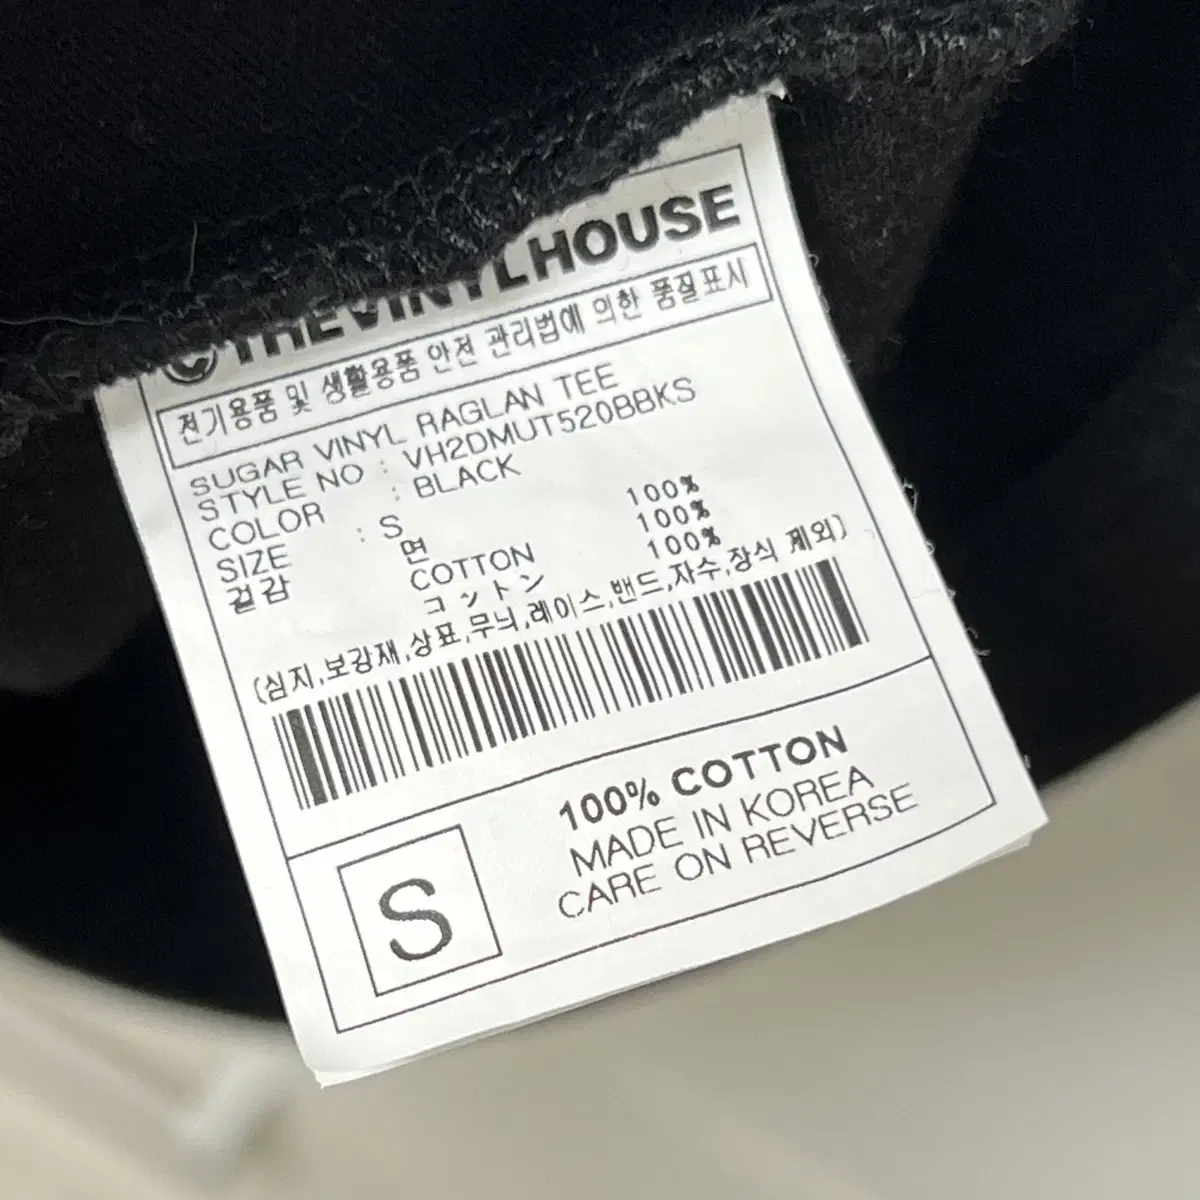 ©THEVINYLHOUSE
전기용품 및 생활용품 안전 관리법에 의한 품질표시
SUGAR VINYL RAGLAN TEE
STYLE NO : VH2DMUT520BBKS
COLOR : BLACK
SIZE : S
겉감 면 100%
COTTON 100%
コットン 100%
(심지,보강재,상표,무늬,레이스,밴드,자수,장식 제외)
100% COTTON
MADE IN KOREA
CARE ON REVERSE
S